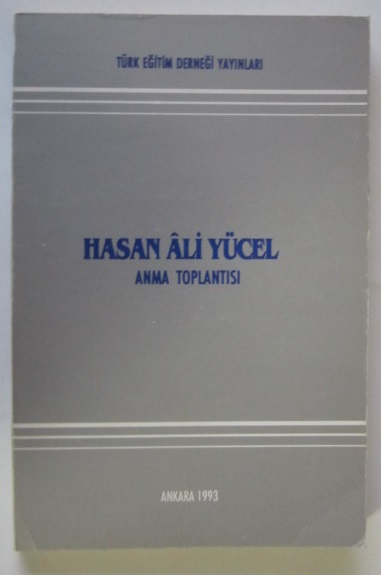 TÜRK EĞİTİM DERNEĞİ YAYINLARI
HASAN ÂLİ YÜCEL
ANMA TOPLANTISI
ANKARA 1993